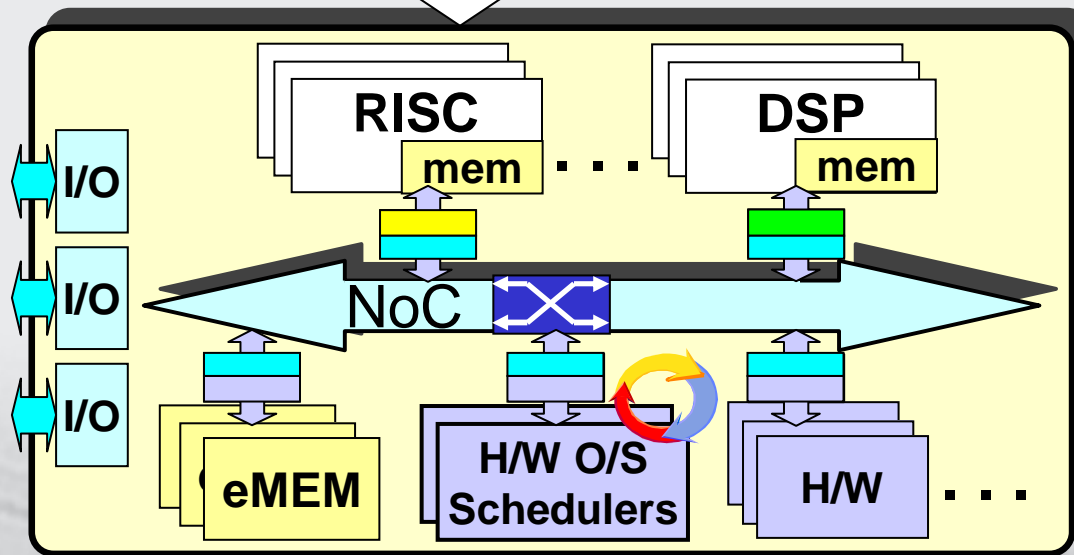 RISC
mem
. . .
DSP
mem
I/O
I/O
I/O
NoC
eMEM
H/W O/S
Schedulers
H/W
. . .